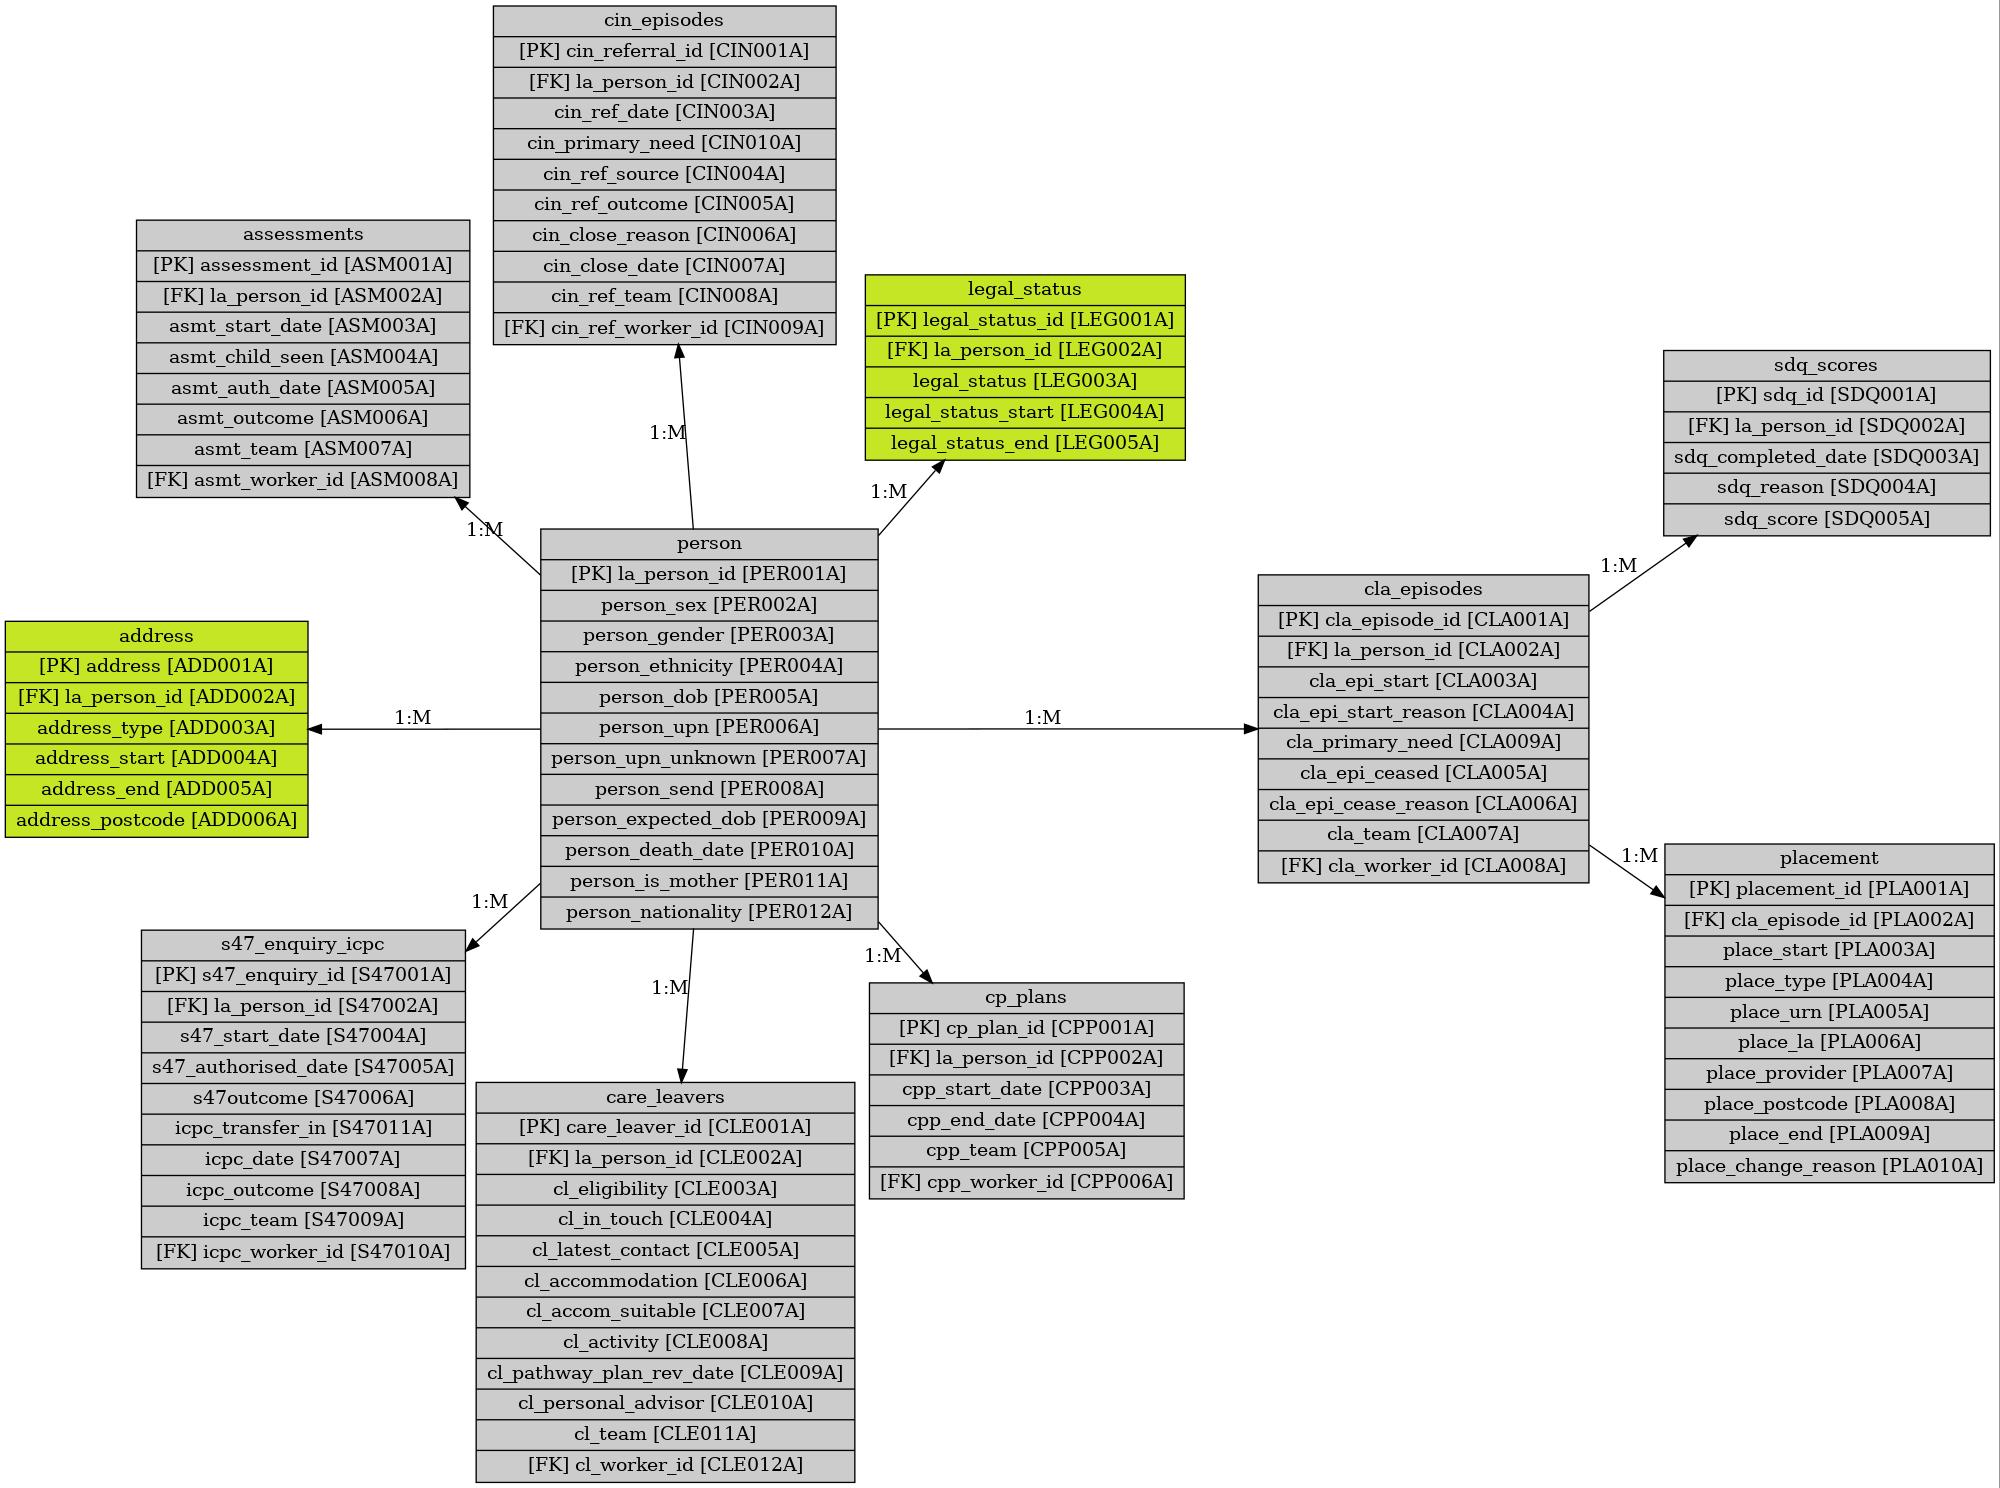 cin_episodes
[PK] cin_referral_id [CIN001A]
[FK] la_person_id [CIN002A]
cin_ref_date [CIN003A]
cin_primary_need [CIN010A]
cin_ref_source [CIN004A]
cin_ref_outcome [CIN005A]
cin_close_reason [CIN006A]
cin_close_date [CIN007A]
cin_ref_team [CIN008A]
[FK] cin_ref_worker_id [CIN009A]
assessments
[PK] assessment_id [ASM001A]
[FK] la_person_id [ASM002A]
asmt_start_date [ASM003A]
asmt_child_seen [ASM004A]
asmt_auth_date [ASM005A]
asmt_outcome [ASM006A]
asmt_team [ASM007A]
[FK] asmt_worker_id [ASM008A]
legal_status
[PK] legal_status_id [LEG001A]
[FK] la_person_id [LEG002A]
legal_status [LEG003A]
legal_status_start [LEG004A]
legal_status_end [LEG005A]
sdq_scores
[PK] sdq_id [SDQ001A]
[FK] la_person_id [SDQ002A]
sdq_completed_date [SDQ003A]
sdq_reason [SDQ004A]
sdq_score [SDQ005A]
1:M
1:M
1:M
1:M
person
[PK] la_person_id [PER001A]
person_sex [PER002A]
person_gender [PER003A]
person_ethnicity [PER004A]
person_dob [PER005A]
person_upn [PER006A]
person_upn_unknown [PER007A]
person_send [PER008A]
person_expected_dob [PER009A]
person_death_date [PER010A]
person_is_mother [PER011A]
person_nationality [PER012A]
address
[PK] address [ADD001A]
[FK] la_person_id [ADD002A]
address_type [ADD003A]
address_start [ADD004A]
address_end [ADD005A]
address_postcode [ADD006A]
1:M
1:M
cla_episodes
[PK] cla_episode_id [CLA001A]
[FK] la_person_id [CLA002A]
cla_epi_start [CLA003A]
cla_epi_start_reason [CLA004A]
cla_primary_need [CLA009A]
cla_epi_ceased [CLA005A]
cla_epi_cease_reason [CLA006A]
cla_team [CLA007A]
[FK] cla_worker_id [CLA008A]
1:M
placement
[PK] placement_id [PLA001A]
[FK] cla_episode_id [PLA002A]
place_start [PLA003A]
place_type [PLA004A]
place_urn [PLA005A]
place_la [PLA006A]
place_provider [PLA007A]
place_postcode [PLA008A]
place_end [PLA009A]
place_change_reason [PLA010A]
1:M
1:M
1:M
s47_enquiry_icpc
[PK] s47_enquiry_id [S47001A]
[FK] la_person_id [S47002A]
s47_start_date [S47004A]
s47_authorised_date [S47005A]
s47outcome [S47006A]
icpc_transfer_in [S47011A]
icpc_date [S47007A]
icpc_outcome [S47008A]
icpc_team [S47009A]
[FK] icpc_worker_id [S47010A]
care_leavers
[PK] care_leaver_id [CLE001A]
[FK] la_person_id [CLE002A]
cl_eligibility [CLE003A]
cl_in_touch [CLE004A]
cl_latest_contact [CLE005A]
cl_accommodation [CLE006A]
cl_accom_suitable [CLE007A]
cl_activity [CLE008A]
cl_pathway_plan_rev_date [CLE009A]
cl_personal_advisor [CLE010A]
cl_team [CLE011A]
[FK] cl_worker_id [CLE012A]
cp_plans
[PK] cp_plan_id [CPP001A]
[FK] la_person_id [CPP002A]
cpp_start_date [CPP003A]
cpp_end_date [CPP004A]
cpp_team [CPP005A]
[FK] cpp_worker_id [CPP006A]